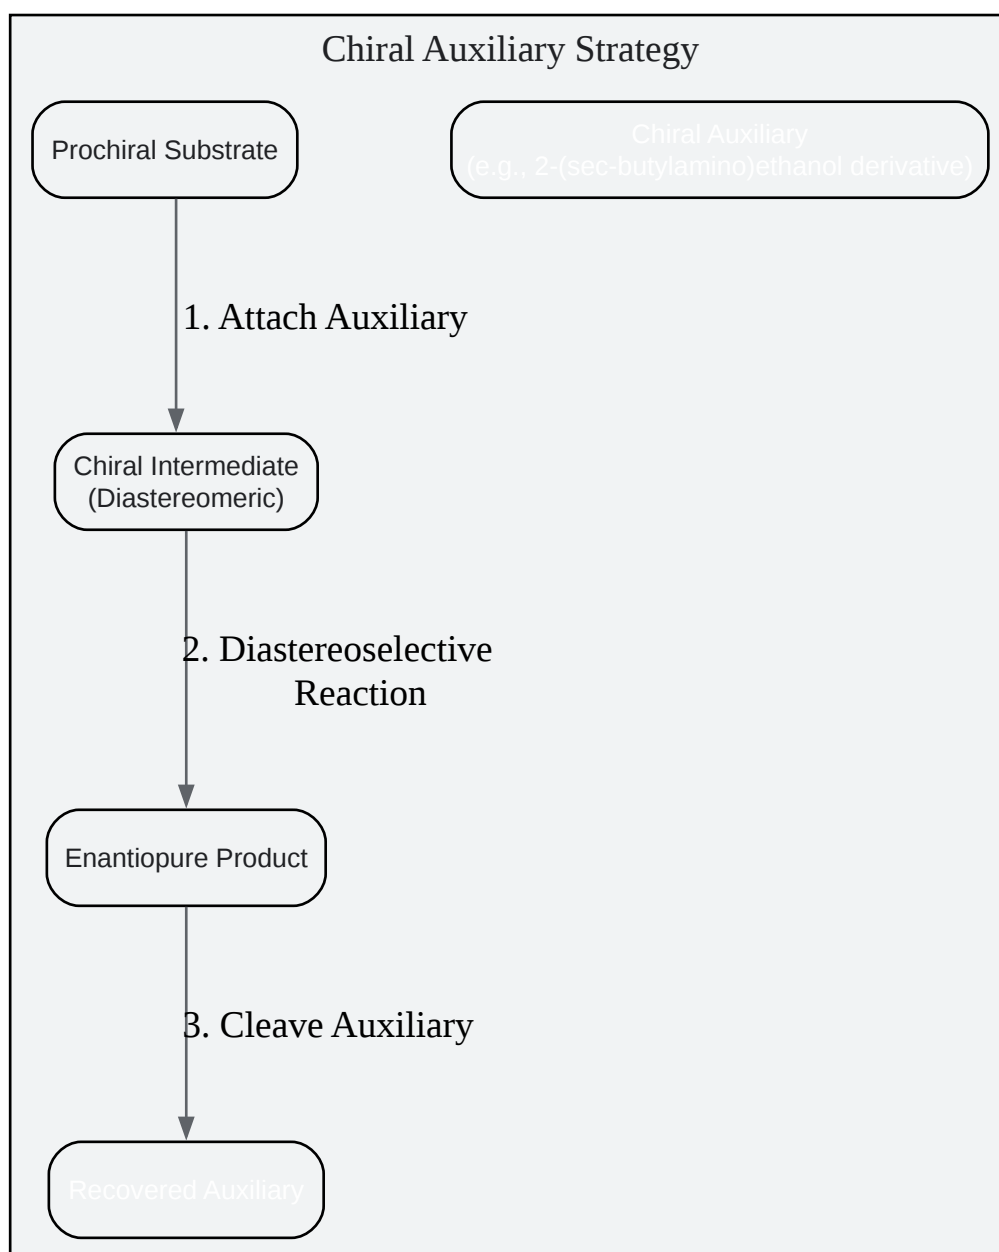 Chiral Auxiliary Strategy
Prochiral Substrate
Chiral Auxiliary
(e.g., 2-(sec-butylamino)ethanol derivative)
1. Attach Auxiliary
Chiral Intermediate
(Diastereomeric)
2. Diastereoselective
Reaction
Enantiopure Product
3. Cleave Auxiliary
Recovered Auxiliary